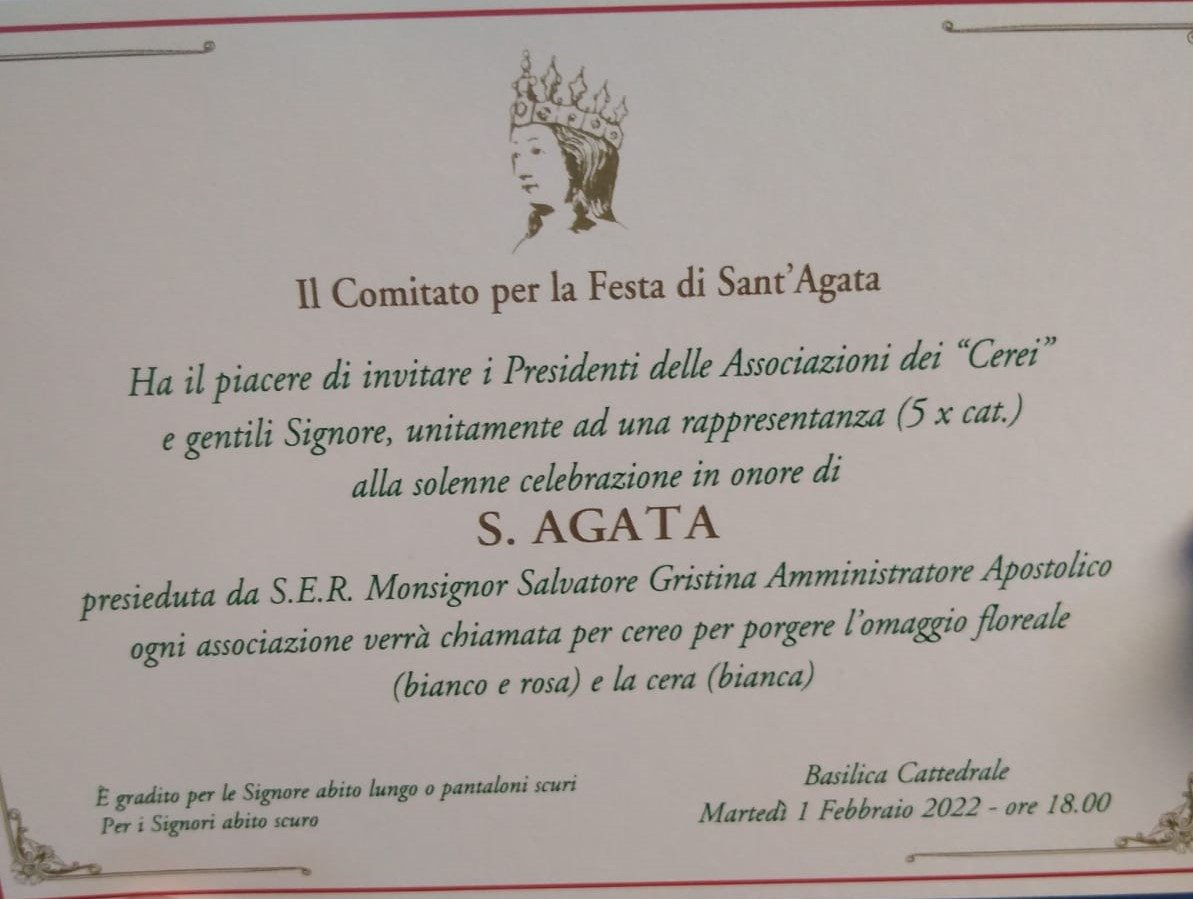 Il Comitato per la Festa di Sant'Agata
Ha il piacere di invitare i Presidenti delle Associazioni dei “Cerei”
e gentili Signore, unitamente ad una rappresentanza (5 x cat.)
alla solenne celebrazione in onore di
S. AGATA
presieduta da S.E.R. Monsignor Salvatore Gristina Amministratore Apostolico
ogni associazione verrà chiamata per cereo per porgere l'omaggio floreale
(bianco e rosa) e la cera (bianca)
È gradito per le Signore abito lungo o pantaloni scuri
Per i Signori abito scuro
Basilica Cattedrale
Martedì 1 Febbraio 2022 - ore 18.00